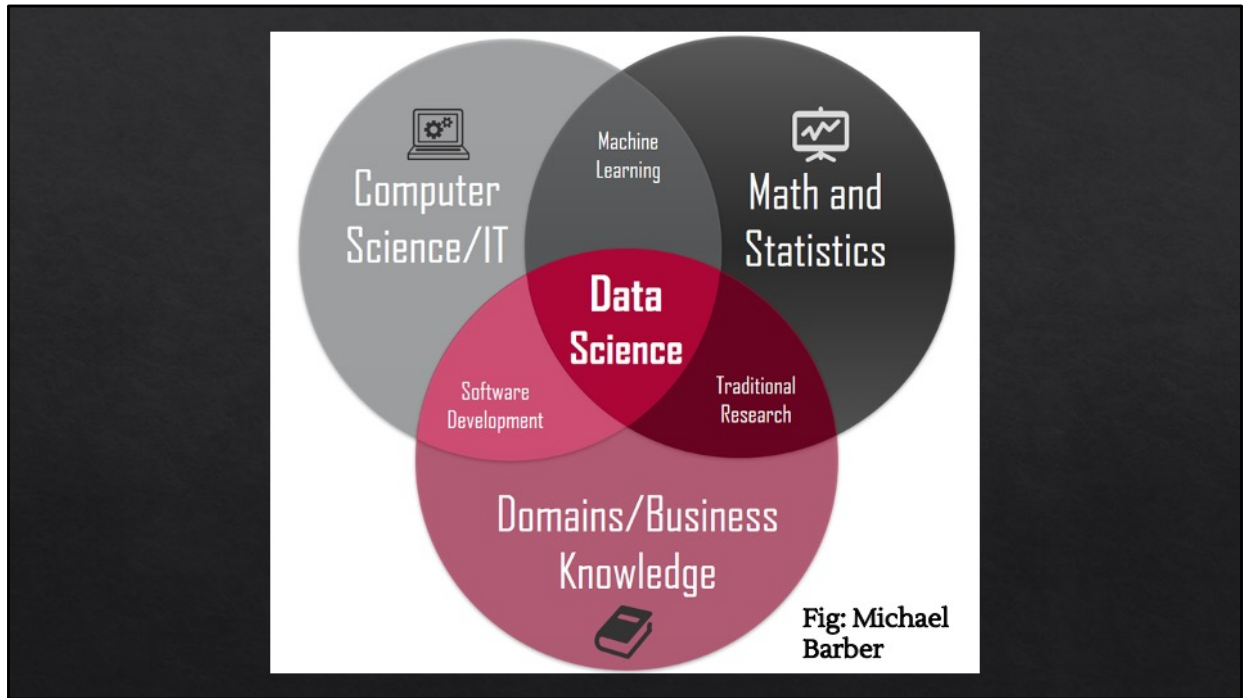 Machine
Learning
Computer
Science/IT
Math and
Statistics
Data
Science
Software
Development
Traditional
Research
Domains/Business
Knowledge
Fig: Michael
Barber